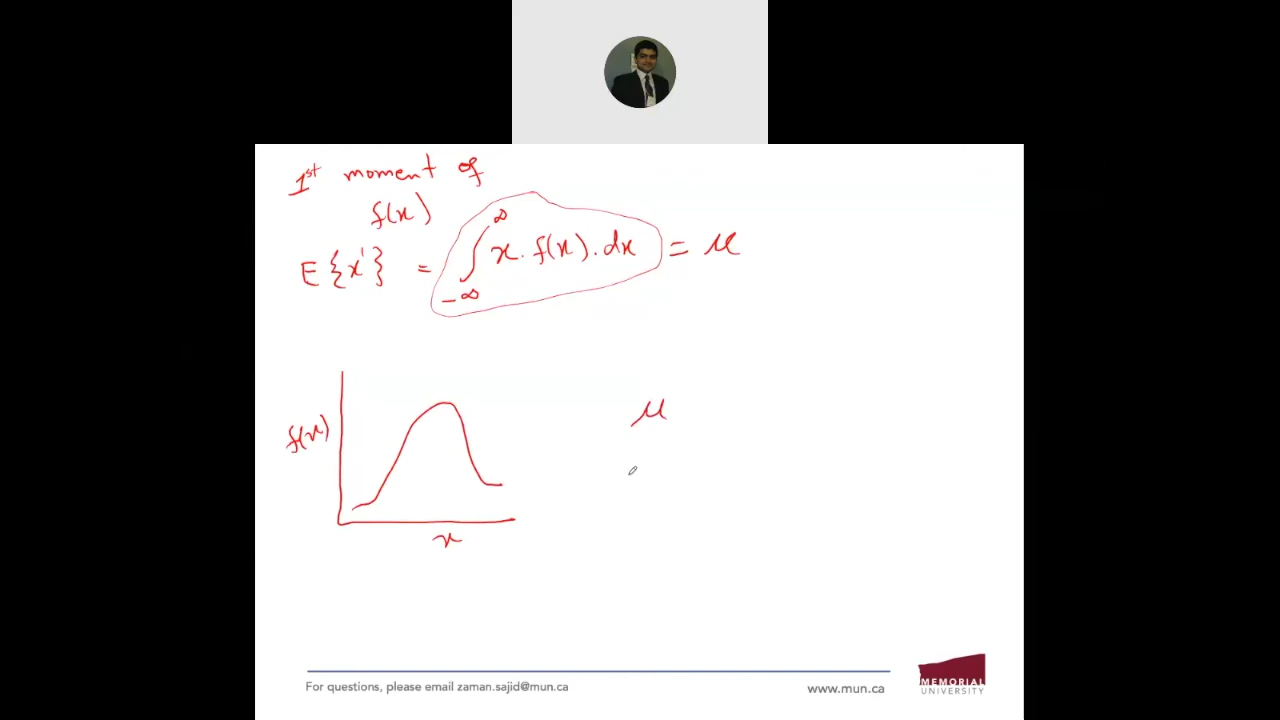 1st moment of
f(x)
E{x¹} = ∫_{-∞}^{∞} x · f(x) · dx = μ
f(x)
μ
x
For questions, please email zaman.sajid@mun.ca
www.mun.ca
MEMORIAL
UNIVERSITY